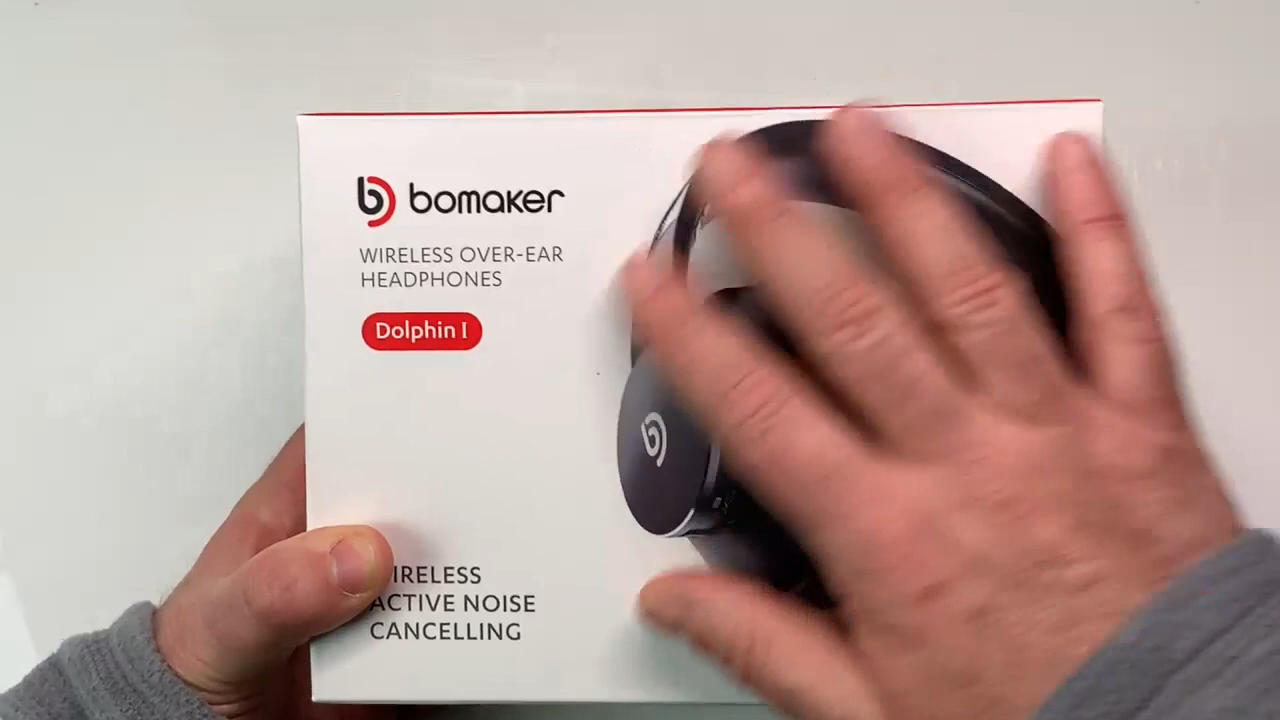 bomaker
WIRELESS OVER-EAR
HEADPHONES
Dolphin I
IRELESS
ACTIVE NOISE
CANCELLING